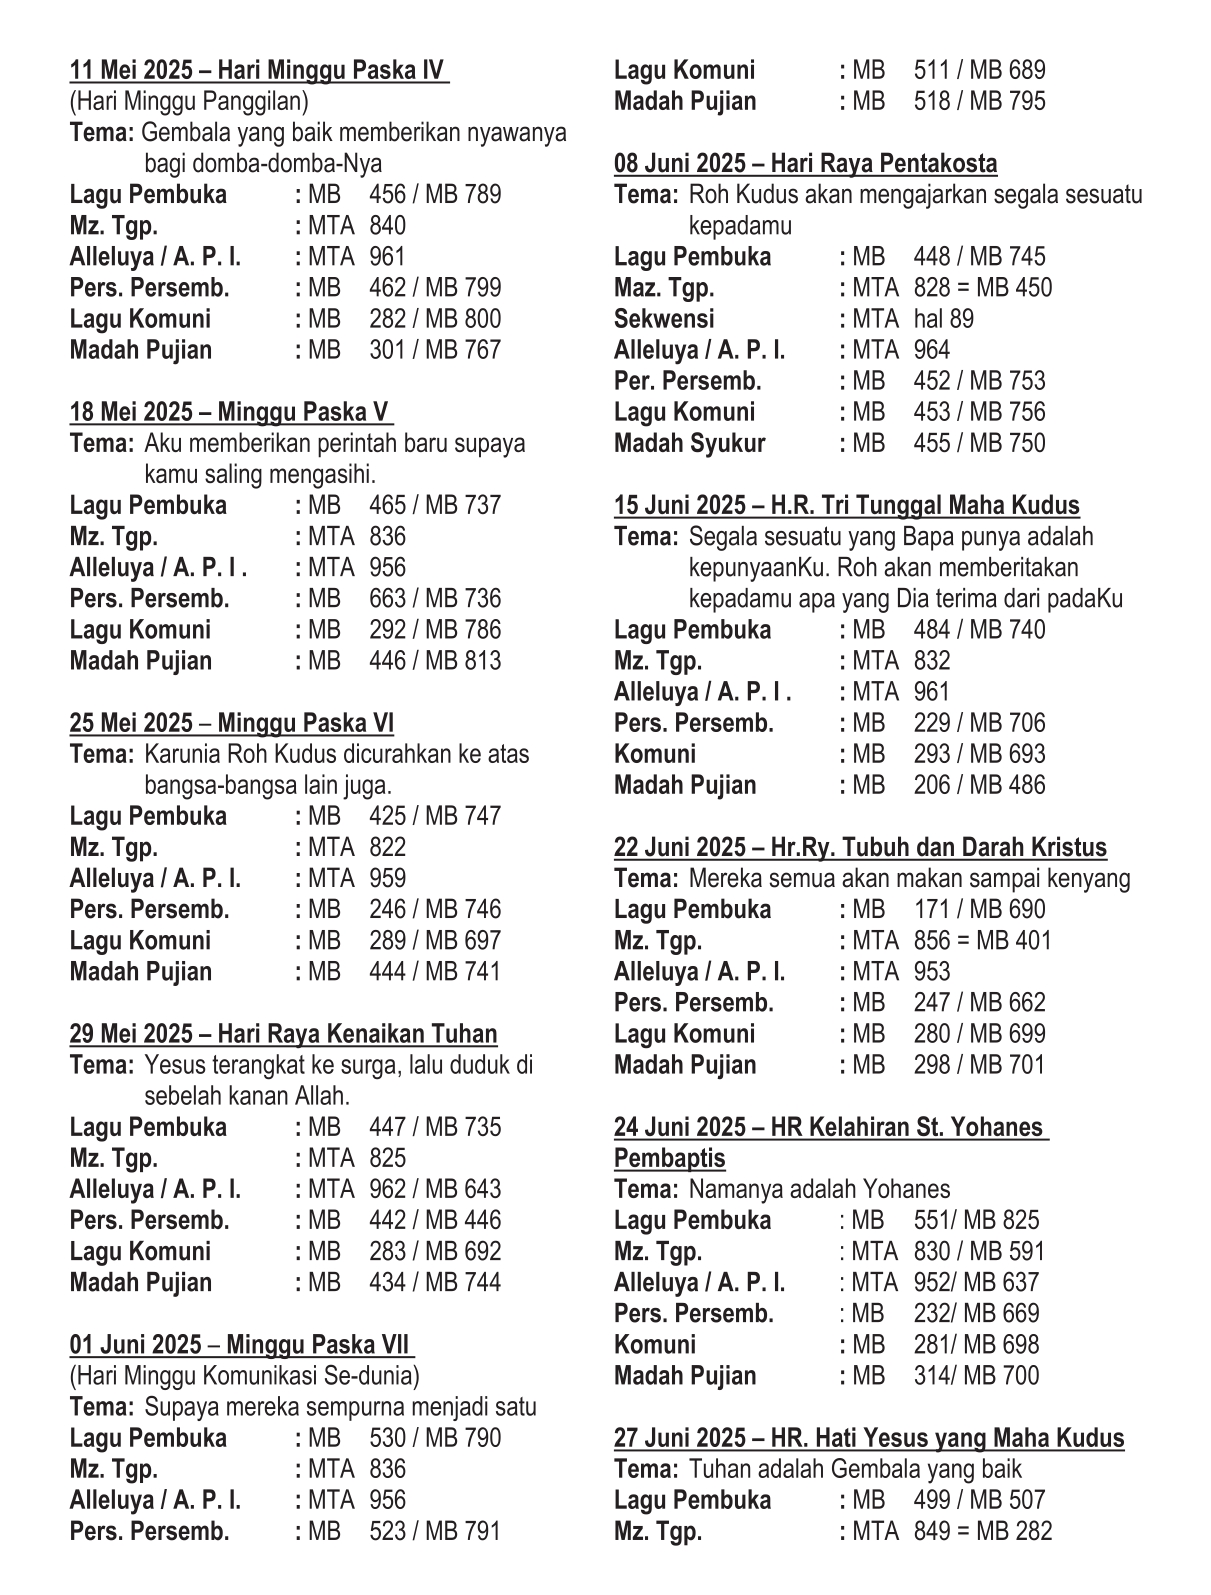 11 Mei 2025 – Hari Minggu Paska IV
(Hari Minggu Panggilan)
Tema: Gembala yang baik memberikan nyawanya
bagi domba-domba-Nya
Lagu Pembuka : MB 456 / MB 789
Mz. Tgp. : MTA 840
Alleluya / A. P. I. : MTA 961
Pers. Persemb. : MB 462 / MB 799
Lagu Komuni : MB 282 / MB 800
Madah Pujian : MB 301 / MB 767
18 Mei 2025 – Minggu Paska V
Tema: Aku memberikan perintah baru supaya
kamu saling mengasihi.
Lagu Pembuka : MB 465 / MB 737
Mz. Tgp. : MTA 836
Alleluya / A. P. I . : MTA 956
Pers. Persemb. : MB 663 / MB 736
Lagu Komuni : MB 292 / MB 786
Madah Pujian : MB 446 / MB 813
25 Mei 2025 – Minggu Paska VI
Tema: Karunia Roh Kudus dicurahkan ke atas
bangsa-bangsa lain juga.
Lagu Pembuka : MB 425 / MB 747
Mz. Tgp. : MTA 822
Alleluya / A. P. I. : MTA 959
Pers. Persemb. : MB 246 / MB 746
Lagu Komuni : MB 289 / MB 697
Madah Pujian : MB 444 / MB 741
29 Mei 2025 – Hari Raya Kenaikan Tuhan
Tema: Yesus terangkat ke surga, lalu duduk di
sebelah kanan Allah.
Lagu Pembuka : MB 447 / MB 735
Mz. Tgp. : MTA 825
Alleluya / A. P. I. : MTA 962 / MB 643
Pers. Persemb. : MB 442 / MB 446
Lagu Komuni : MB 283 / MB 692
Madah Pujian : MB 434 / MB 744
01 Juni 2025 – Minggu Paska VII
(Hari Minggu Komunikasi Se-dunia)
Tema: Supaya mereka sempurna menjadi satu
Lagu Pembuka : MB 530 / MB 790
Mz. Tgp. : MTA 836
Alleluya / A. P. I. : MTA 956
Pers. Persemb. : MB 523 / MB 791
Lagu Komuni : MB 511 / MB 689
Madah Pujian : MB 518 / MB 795
08 Juni 2025 – Hari Raya Pentakosta
Tema: Roh Kudus akan mengajarkan segala sesuatu
kepadamu
Lagu Pembuka : MB 448 / MB 745
Maz. Tgp. : MTA 828 = MB 450
Sekwensi : MTA hal 89
Alleluya / A. P. I. : MTA 964
Per. Persemb. : MB 452 / MB 753
Lagu Komuni : MB 453 / MB 756
Madah Syukur : MB 455 / MB 750
15 Juni 2025 – H.R. Tri Tunggal Maha Kudus
Tema: Segala sesuatu yang Bapa punya adalah
kepunyaanKu. Roh akan memberitakan
kepadamu apa yang Dia terima dari padaKu
Lagu Pembuka : MB 484 / MB 740
Mz. Tgp. : MTA 832
Alleluya / A. P. I . : MTA 961
Pers. Persemb. : MB 229 / MB 706
Komuni : MB 293 / MB 693
Madah Pujian : MB 206 / MB 486
22 Juni 2025 – Hr.Ry. Tubuh dan Darah Kristus
Tema: Mereka semua akan makan sampai kenyang
Lagu Pembuka : MB 171 / MB 690
Mz. Tgp. : MTA 856 = MB 401
Alleluya / A. P. I. : MTA 953
Pers. Persemb. : MB 247 / MB 662
Lagu Komuni : MB 280 / MB 699
Madah Pujian : MB 298 / MB 701
24 Juni 2025 – HR Kelahiran St. Yohanes
Pembaptis
Tema: Namanya adalah Yohanes
Lagu Pembuka : MB 551/ MB 825
Mz. Tgp. : MTA 830 / MB 591
Alleluya / A. P. I. : MTA 952/ MB 637
Pers. Persemb. : MB 232/ MB 669
Komuni : MB 281/ MB 698
Madah Pujian : MB 314/ MB 700
27 Juni 2025 – HR. Hati Yesus yang Maha Kudus
Tema: Tuhan adalah Gembala yang baik
Lagu Pembuka : MB 499 / MB 507
Mz. Tgp. : MTA 849 = MB 282